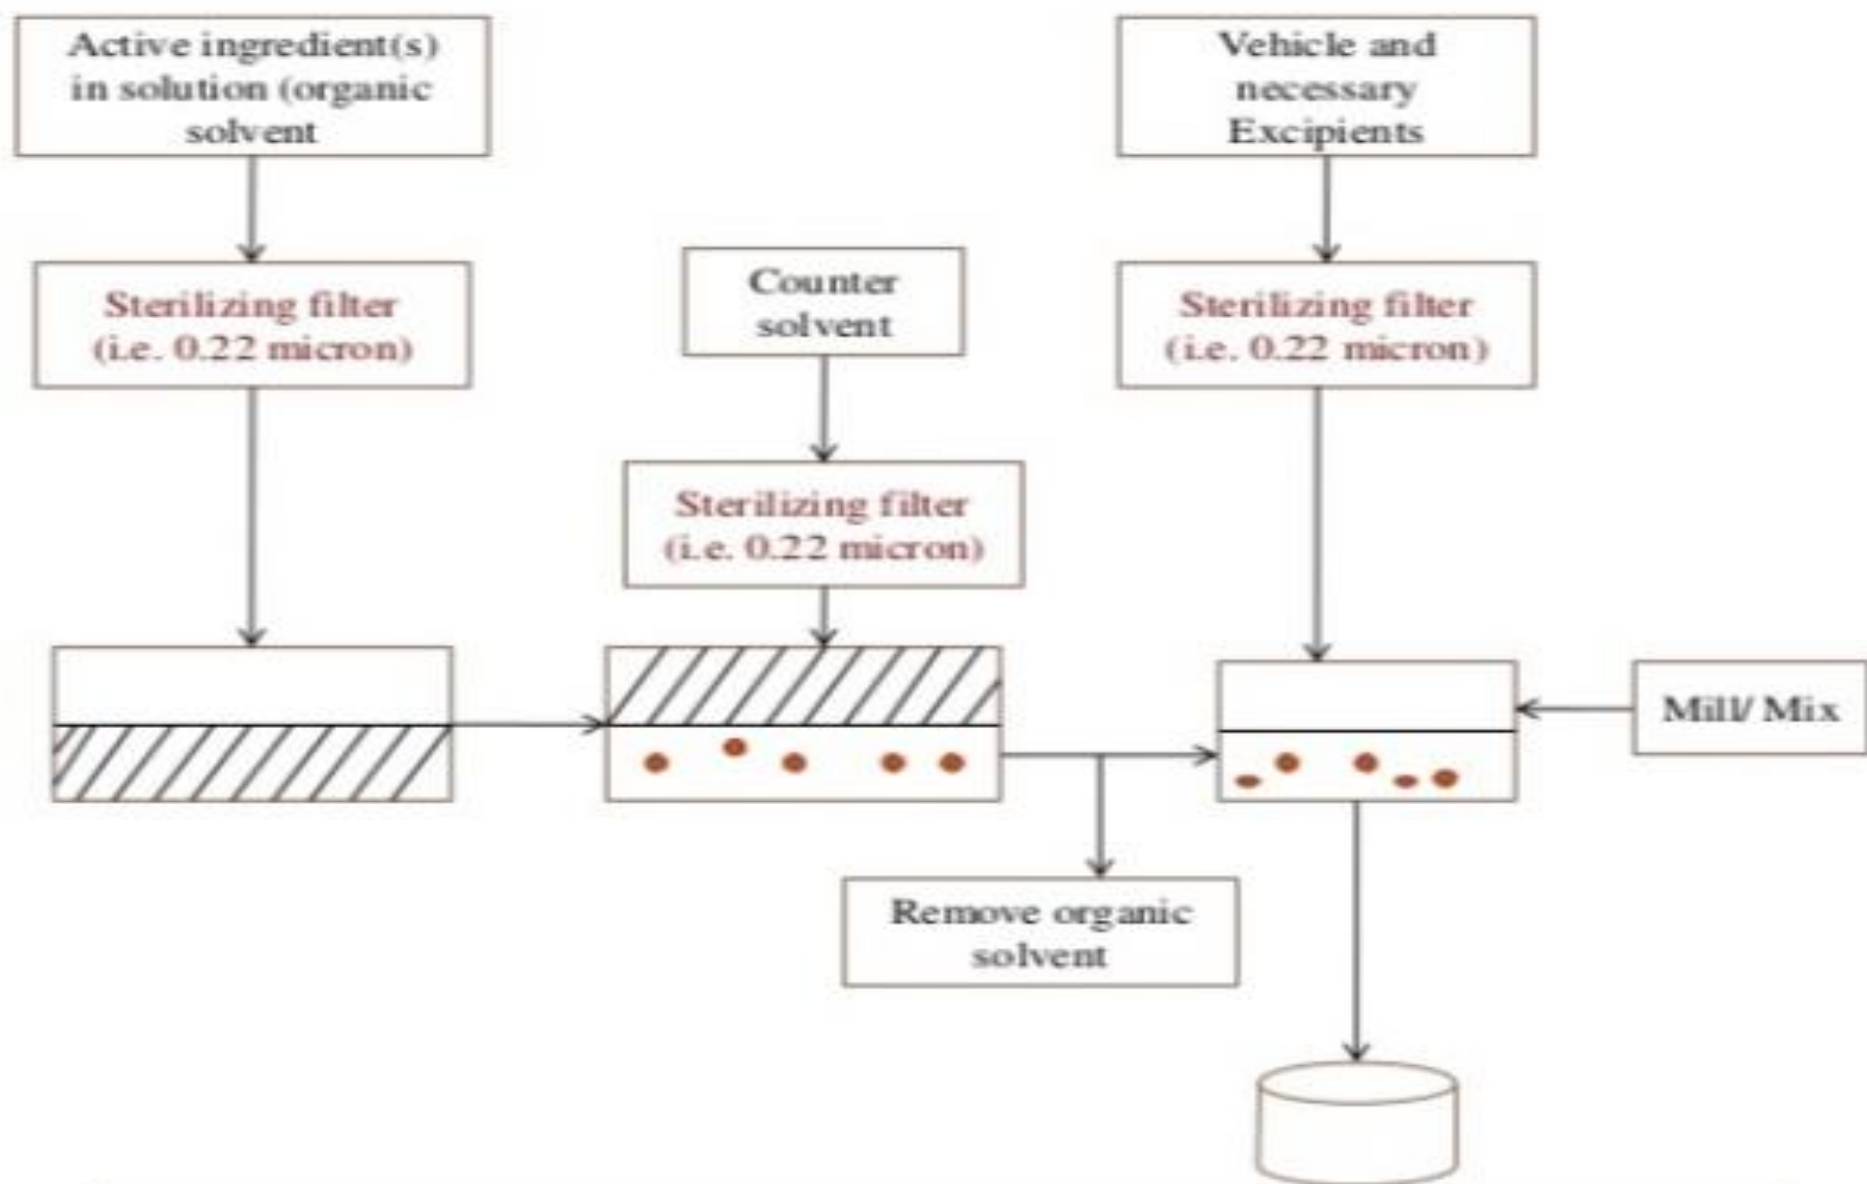 Active ingredient(s)
in solution (organic
solvent
Vehicle and
necessary
Excipients
Sterilizing filter
(i.e. 0.22 micron)
Counter
solvent
Sterilizing filter
(i.e. 0.22 micron)
Sterilizing filter
(i.e. 0.22 micron)
Mill/ Mix
Remove organic
solvent